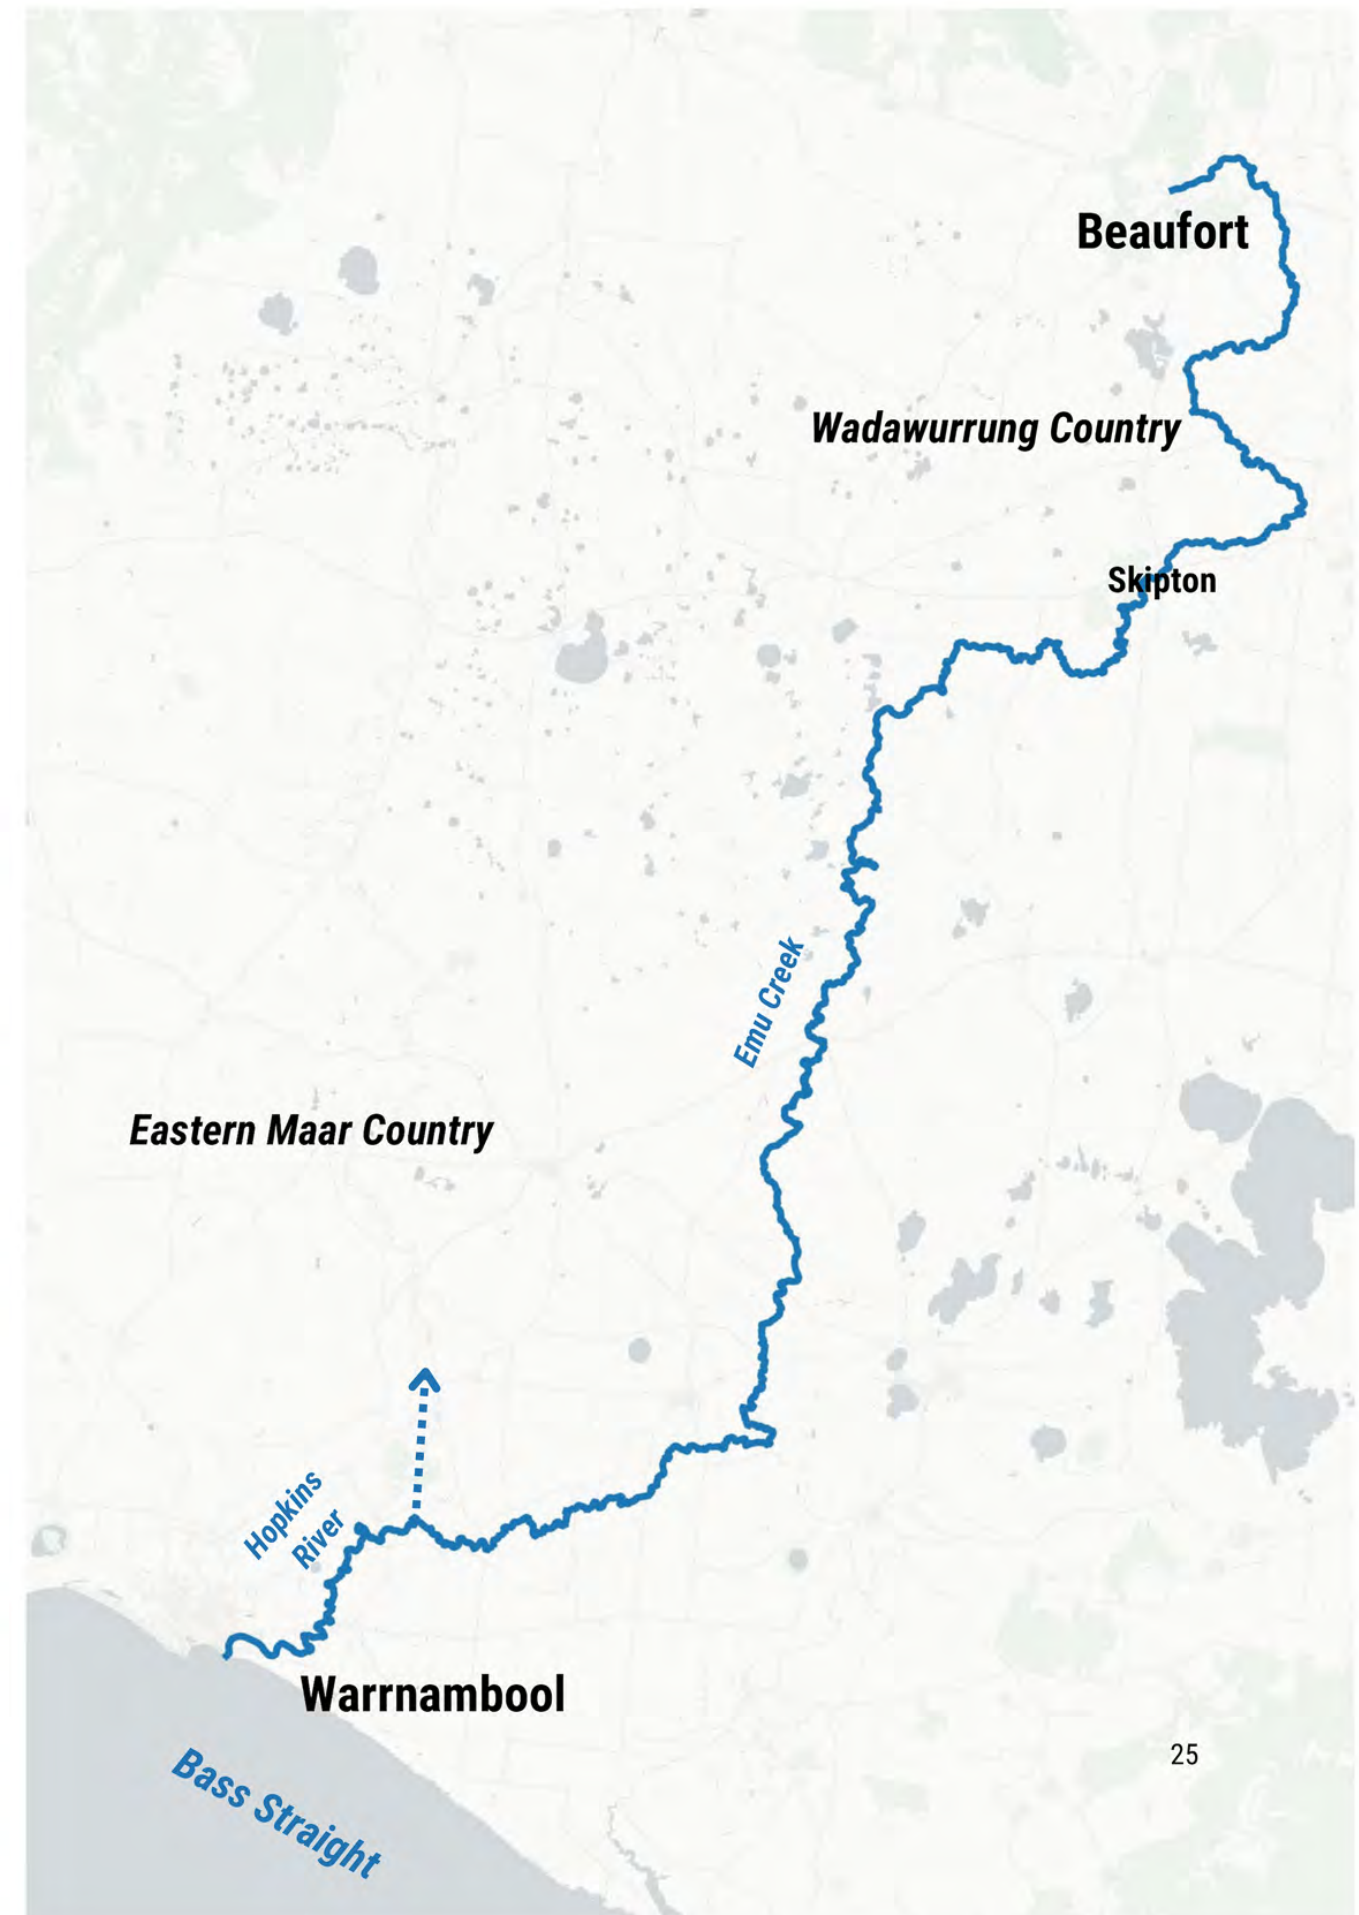 Beaufort
Wadawurrung Country
Skipton
Emu Creek
Eastern Maar Country
Hopkins
River
Warrnambool
25
Bass Straight